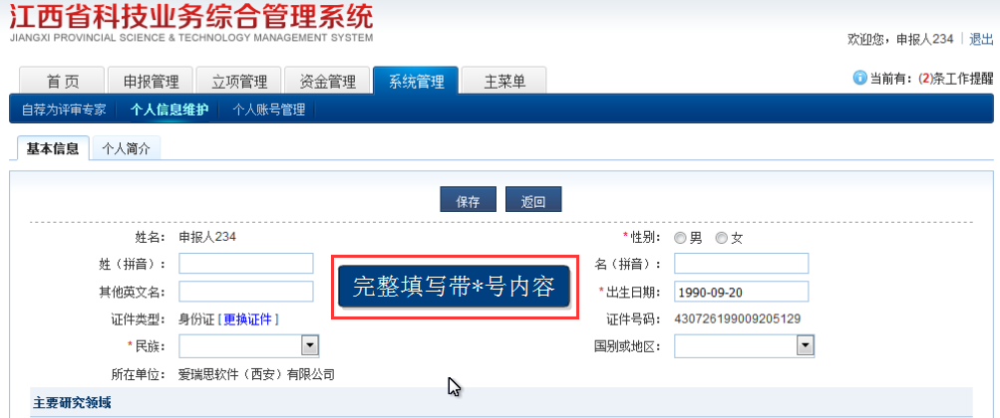 江西省科技业务综合管理系统
JIANGXI PROVINCIAL SCIENCE & TECHNOLOGY MANAGEMENT SYSTEM
欢迎您，申报人234 | 退出
首页 申报管理 立项管理 资金管理 系统管理 主菜单
当前有：(2)条工作提醒
自荐为评审专家 个人信息维护 个人账号管理
基本信息 个人简介
保存 返回
姓名： 申报人234 *性别： 男 女
姓（拼音）： 名（拼音）：
完整填写带*号内容
其他英文名： *出生日期： 1990-09-20
证件类型： 身份证 [更换证件] 证件号码： 430726199009205129
*民族： 国别或地区：
所在单位： 爱瑞思软件（西安）有限公司
主要研究领域